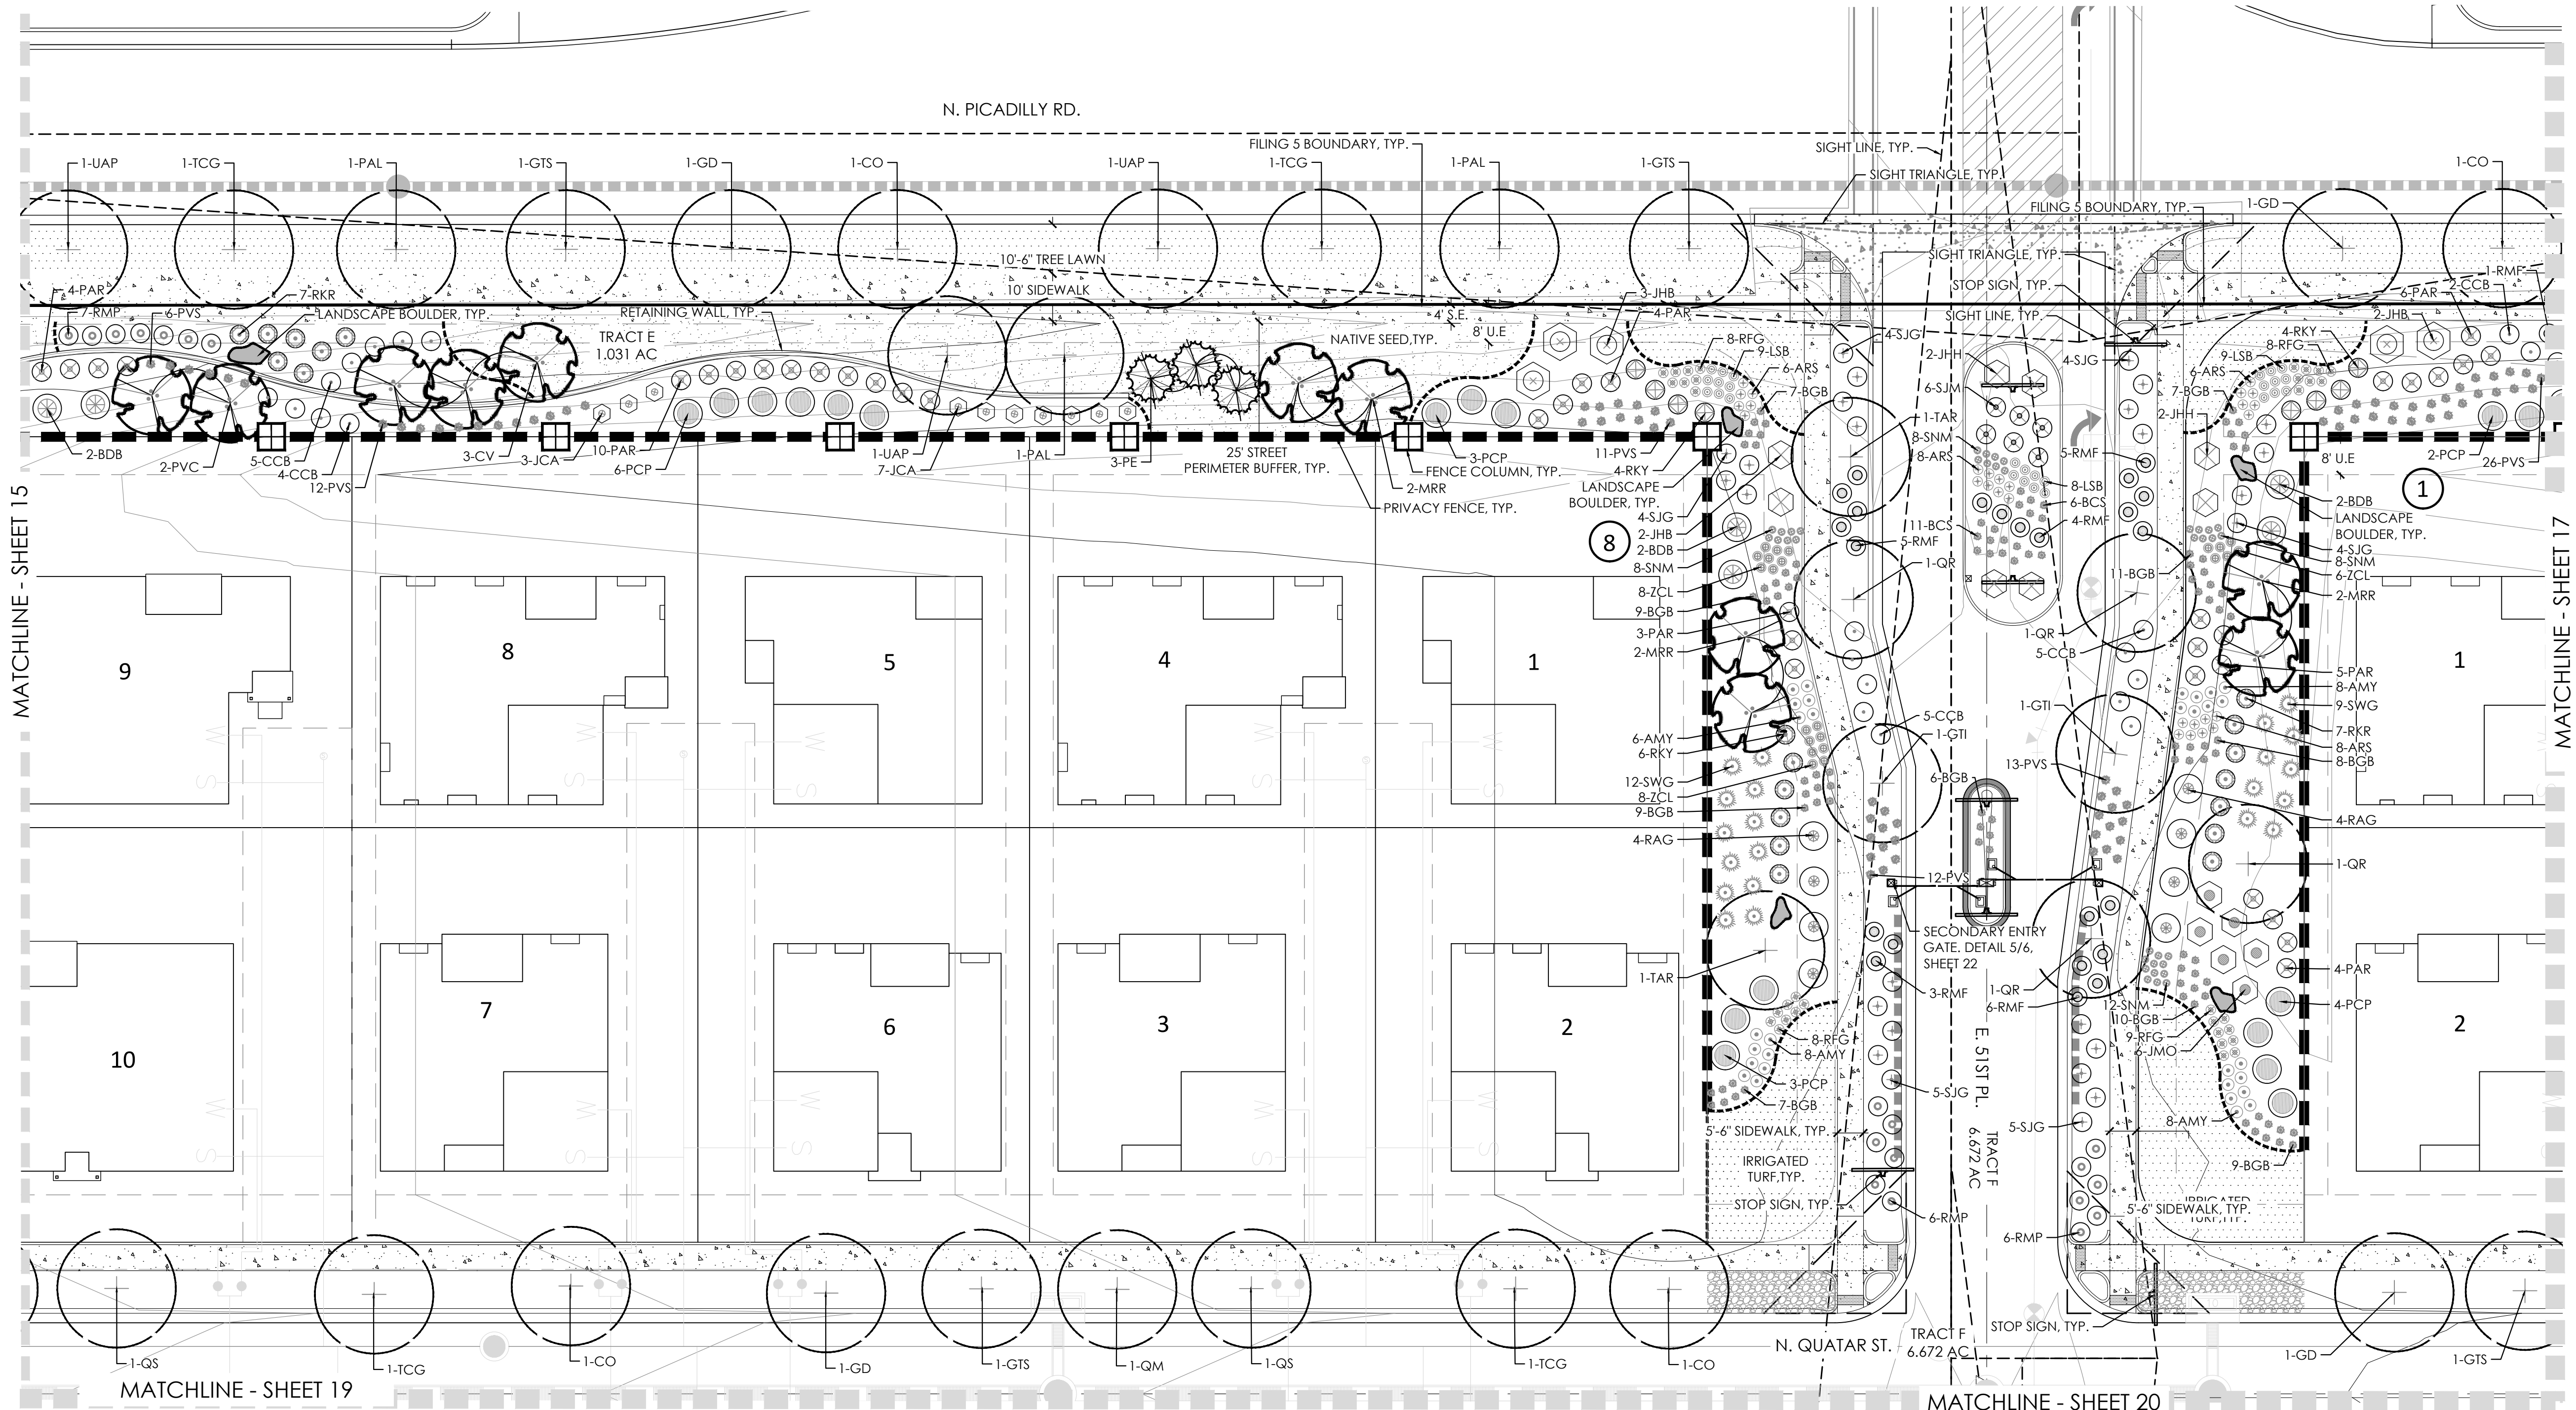 N. PICADILLY RD.
FILING 5 BOUNDARY, TYP.
SIGHT LINE, TYP.
1-UAP
1-TCG
1-PAL
1-GTS
1-GD
1-CO
1-UAP
1-TCG
1-PAL
1-GTS
1-CO
SIGHT TRIANGLE, TYP.
FILING 5 BOUNDARY, TYP.
1-GD
10'-6" TREE LAWN
10' SIDEWALK
SIGHT TRIANGLE, TYP.
STOP SIGN, TYP.
SIGHT LINE, TYP.
1-RMF
2-CCB
6-PAR
2-JHB
4-PAR
7-RMP
6-PVS
7-RKR
LANDSCAPE BOULDER, TYP.
RETAINING WALL, TYP.
TRACT E
1.031 AC
4' S.E.
8' U.E
NATIVE SEED,TYP.
3-JHB
4-PAR
8-RFG
9-LSB
6-ARS
7-BGB
4-SJG
2-JHH
6-SJM
8-SNM
8-ARS
1-TAR
4-SJG
4-RKY
8-RFG
9-LSB
6-ARS
7-BGB
2-JHH
2-BDB
2-PVC
5-CCB
4-CCB
12-PVS
3-CV
3-JCA
10-PAR
6-PCP
1-UAP
7-JCA
1-PAL
3-PE
25' STREET
PERIMETER BUFFER, TYP.
3-PCP
FENCE COLUMN, TYP.
2-MRR
PRIVACY FENCE, TYP.
11-PVS
4-RKY
LANDSCAPE
BOULDER, TYP.
4-SJG
2-JHB
2-BDB
8-SNM
8-ZCL
9-BGB
3-PAR
2-MRR
6-AMY
6-RKY
12-SWG
8-ZCL
9-BGB
4-RAG
1-TAR
8
5-RMF
1-QR
5-CCB
1-GTI
12-PVS
11-BCS
8-LSB
6-BCS
4-RMF
5-RMF
11-BGB
1-QR
5-CCB
1-GTI
13-PVS
6-BGB
8' U.E
2-PCP
26-PVS
1
2-BDB
LANDSCAPE
BOULDER, TYP.
4-SJG
8-SNM
6-ZCL
2-MRR
5-PAR
8-AMY
9-SWG
7-RKR
8-ARS
8-BGB
4-RAG
1-QR
4-PAR
4-PCP
SECONDARY ENTRY
GATE. DETAIL 5/6,
SHEET 22
3-RMF
1-QR
6-RMF
12-SNM
10-BGB
9-RFG
6-JMO
8-RFG
8-AMY
3-PCP
7-BGB
5-SJG
5-SJG
8-AMY
9-BGB
5'-6" SIDEWALK, TYP.
IRRIGATED
TURF,TYP.
STOP SIGN, TYP.
6-RMP
6-RMP
IRRIGATED
5'-6" SIDEWALK, TYP.
TURF,TYP.
E. 51ST PL.
TRACT F
6.672 AC
9
8
5
4
1
1
10
7
6
3
2
2
W
S
W
S
W
S
W
S
W
S
W
S
W
S
W
S
1-QS
1-TCG
1-CO
1-GD
1-GTS
1-QM
1-QS
1-TCG
1-CO
N. QUATAR ST.
TRACT F
6.672 AC
STOP SIGN, TYP.
1-GD
1-GTS
MATCHLINE - SHEET 15
MATCHLINE - SHEET 17
MATCHLINE - SHEET 19
MATCHLINE - SHEET 20